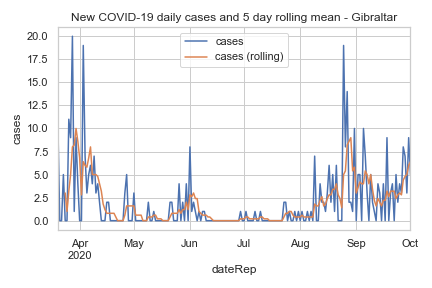 New COVID-19 daily cases and 5 day rolling mean - Gibraltar
cases
cases (rolling)
20.0
17.5
15.0
12.5
10.0
7.5
5.0
2.5
0.0
cases
Apr May Jun Jul Aug Sep Oct
2020
dateRep